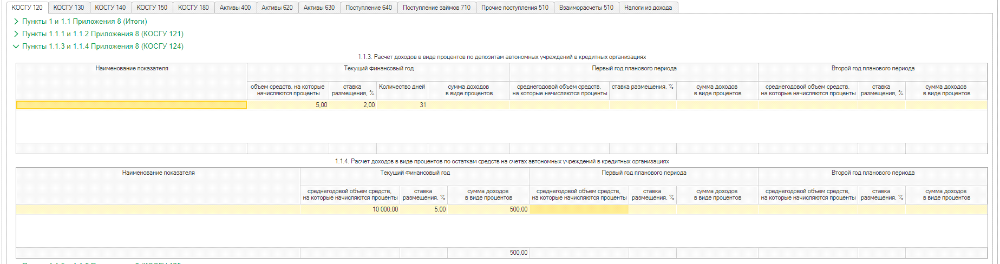 КОСГУ 120 КОСГУ 130 КОСГУ 140 КОСГУ 150 КОСГУ 180 Активы 400 Активы 620 Активы 630 Поступление 640 Поступление займов 710 Прочие поступления 510 Взаиморасчеты 510 Налоги из дохода
Пункты 1 и 1.1 Приложения 8 (Итоги)
Пункты 1.1.1 и 1.1.2 Приложения 8 (КОСГУ 121)
Пункты 1.1.3 и 1.1.4 Приложения 8 (КОСГУ 124)
1.1.3. Расчет доходов в виде процентов по депозитам автономных учреждений в кредитных организациях
Наименование показателя Текущий финансовый год Первый год планового периода Второй год планового периода
объем средств, на которые ставка Количество дней сумма доходов среднегодовой объем средств, ставка размещения, % сумма доходов среднегодовой объем средств, ставка сумма доходов
начисляются проценты размещения, % в виде процентов на которые начисляются проценты в виде процентов на которые начисляются проценты размещения, % в виде процентов
5,00 2,00 31
1.1.4. Расчет доходов в виде процентов по остаткам средств на счетах автономных учреждений в кредитных организациях
Наименование показателя Текущий финансовый год Первый год планового периода Второй год планового периода
среднегодовой объем средств, ставка сумма доходов среднегодовой объем средств, ставка сумма доходов среднегодовой объем средств, ставка сумма доходов
на которые начисляются проценты размещения, % в виде процентов на которые начисляются проценты размещения, % в виде процентов на которые начисляются проценты размещения, % в виде процентов
10 000,00 5,00 500,00
500,00